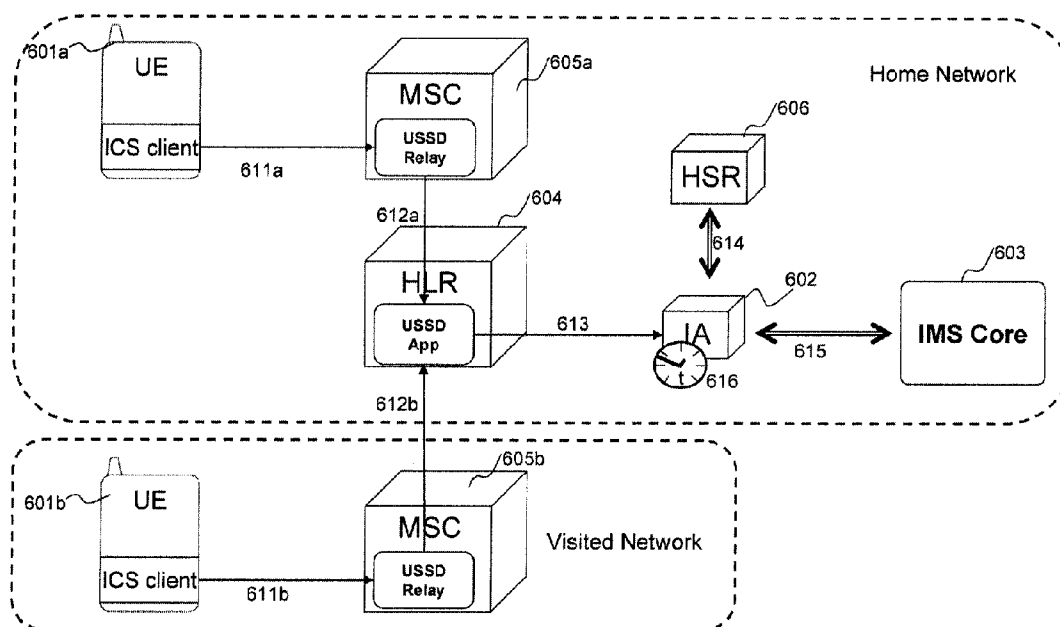 601a
UE
ICS client
611a
MSC
605a
USSD
Relay
Home Network
606
HSR
612a
604
614
HLR
USSD
App
613
602
IA
t
616
615
603
IMS Core
612b
601b
UE
ICS client
611b
605b
MSC
USSD
Relay
Visited Network